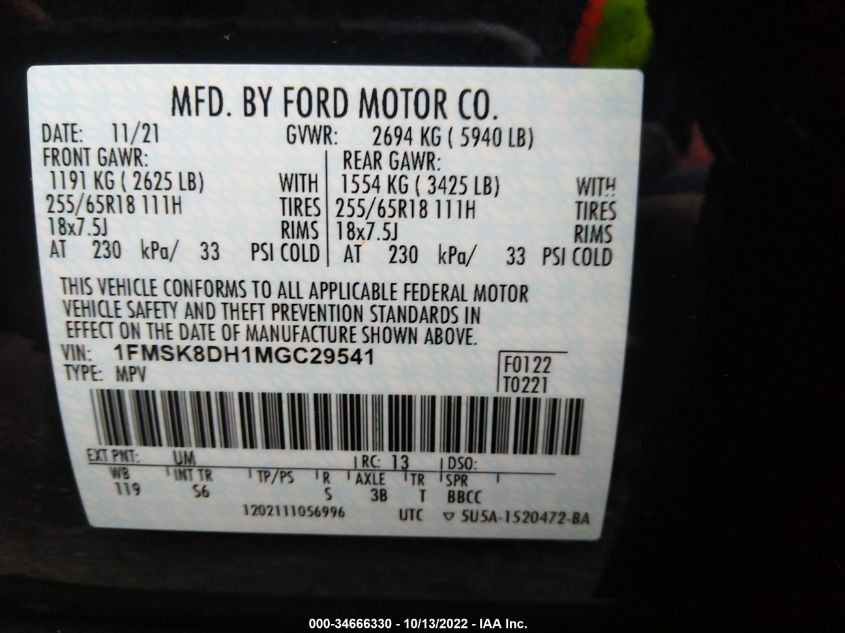 MFD. BY FORD MOTOR CO.
DATE: 11/21 GVWR: 2694 KG ( 5940 LB)
FRONT GAWR: REAR GAWR:
1191 KG ( 2625 LB) WITH 1554 KG ( 3425 LB) WITH
255/65R18 111H TIRES 255/65R18 111H TIRES
18x7.5J RIMS 18x7.5J RIMS
AT 230 kPa/ 33 PSI COLD AT 230 kPa/ 33 PSI COLD
THIS VEHICLE CONFORMS TO ALL APPLICABLE FEDERAL MOTOR
VEHICLE SAFETY AND THEFT PREVENTION STANDARDS IN
EFFECT ON THE DATE OF MANUFACTURE SHOWN ABOVE.
VIN: 1FMSK8DH1MGC29541 F0122
TYPE: MPV T0221
EXT PNT: UM RC: 13 DSO:
WB INT TR TP/PS R AXLE TR SPR
119 S6 S 3B T BBCC
1202111056996 UTC ▽ 5U5A-1520472-BA
000-34666330 - 10/13/2022 - IAA Inc.